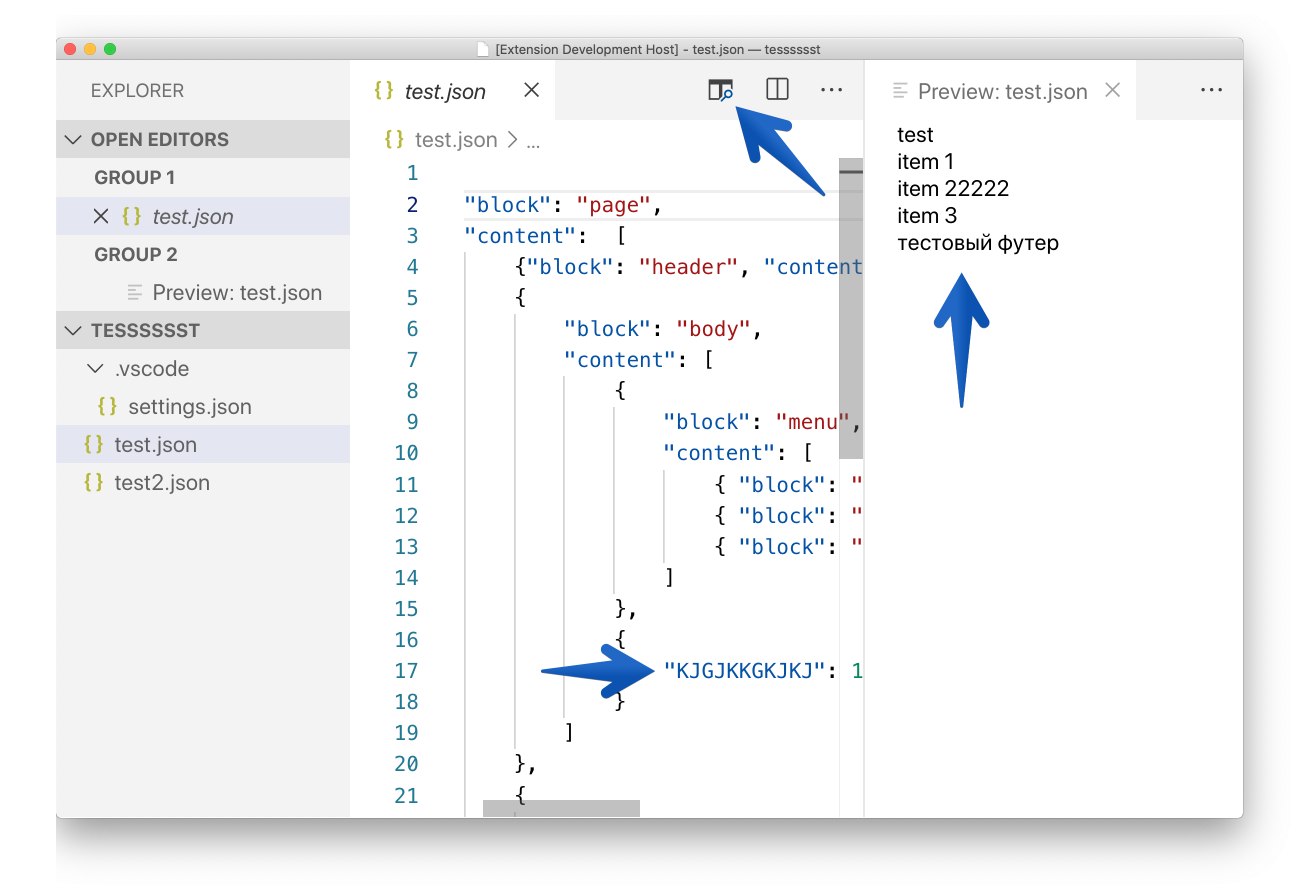 [Extension Development Host] - test.json — tesssssst
EXPLORER
OPEN EDITORS
GROUP 1
{} test.json
GROUP 2
Preview: test.json
TESSSSSST
.vscode
{} settings.json
{} test.json
{} test2.json
{} test.json
{} test.json > ...
1
2 "block": "page",
3 "content":  [
4 {"block": "header", "content
5 {
6 "block": "body",
7 "content": [
8 {
9 "block": "menu",
10 "content": [
11 { "block": "
12 { "block": "
13 { "block": "
14 ]
15 },
16 {
17 "KJGJKKGKJKJ": 1
18 }
19 ]
20 },
21 {
Preview: test.json
test
item 1
item 22222
item 3
тестовый футер